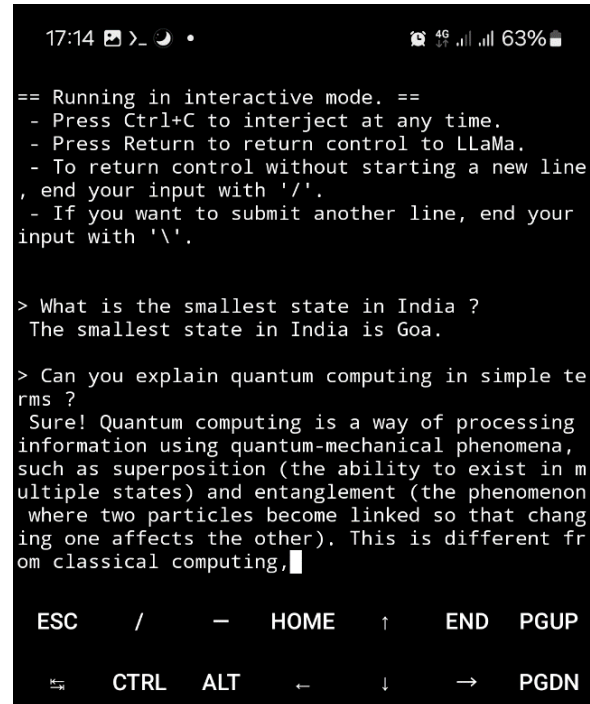 17:14 >_ •
4G 63%
== Running in interactive mode. ==
 - Press Ctrl+C to interject at any time.
 - Press Return to return control to LLaMa.
 - To return control without starting a new line
, end your input with '/'.
 - If you want to submit another line, end your
input with '\'.
> What is the smallest state in India ?
 The smallest state in India is Goa.
> Can you explain quantum computing in simple te
rms ?
 Sure! Quantum computing is a way of processing
information using quantum-mechanical phenomena,
such as superposition (the ability to exist in m
ultiple states) and entanglement (the phenomenon
 where two particles become linked so that chang
ing one affects the other). This is different fr
om classical computing,
ESC / — HOME ↑ END PGUP
↹ CTRL ALT ← ↓ → PGDN